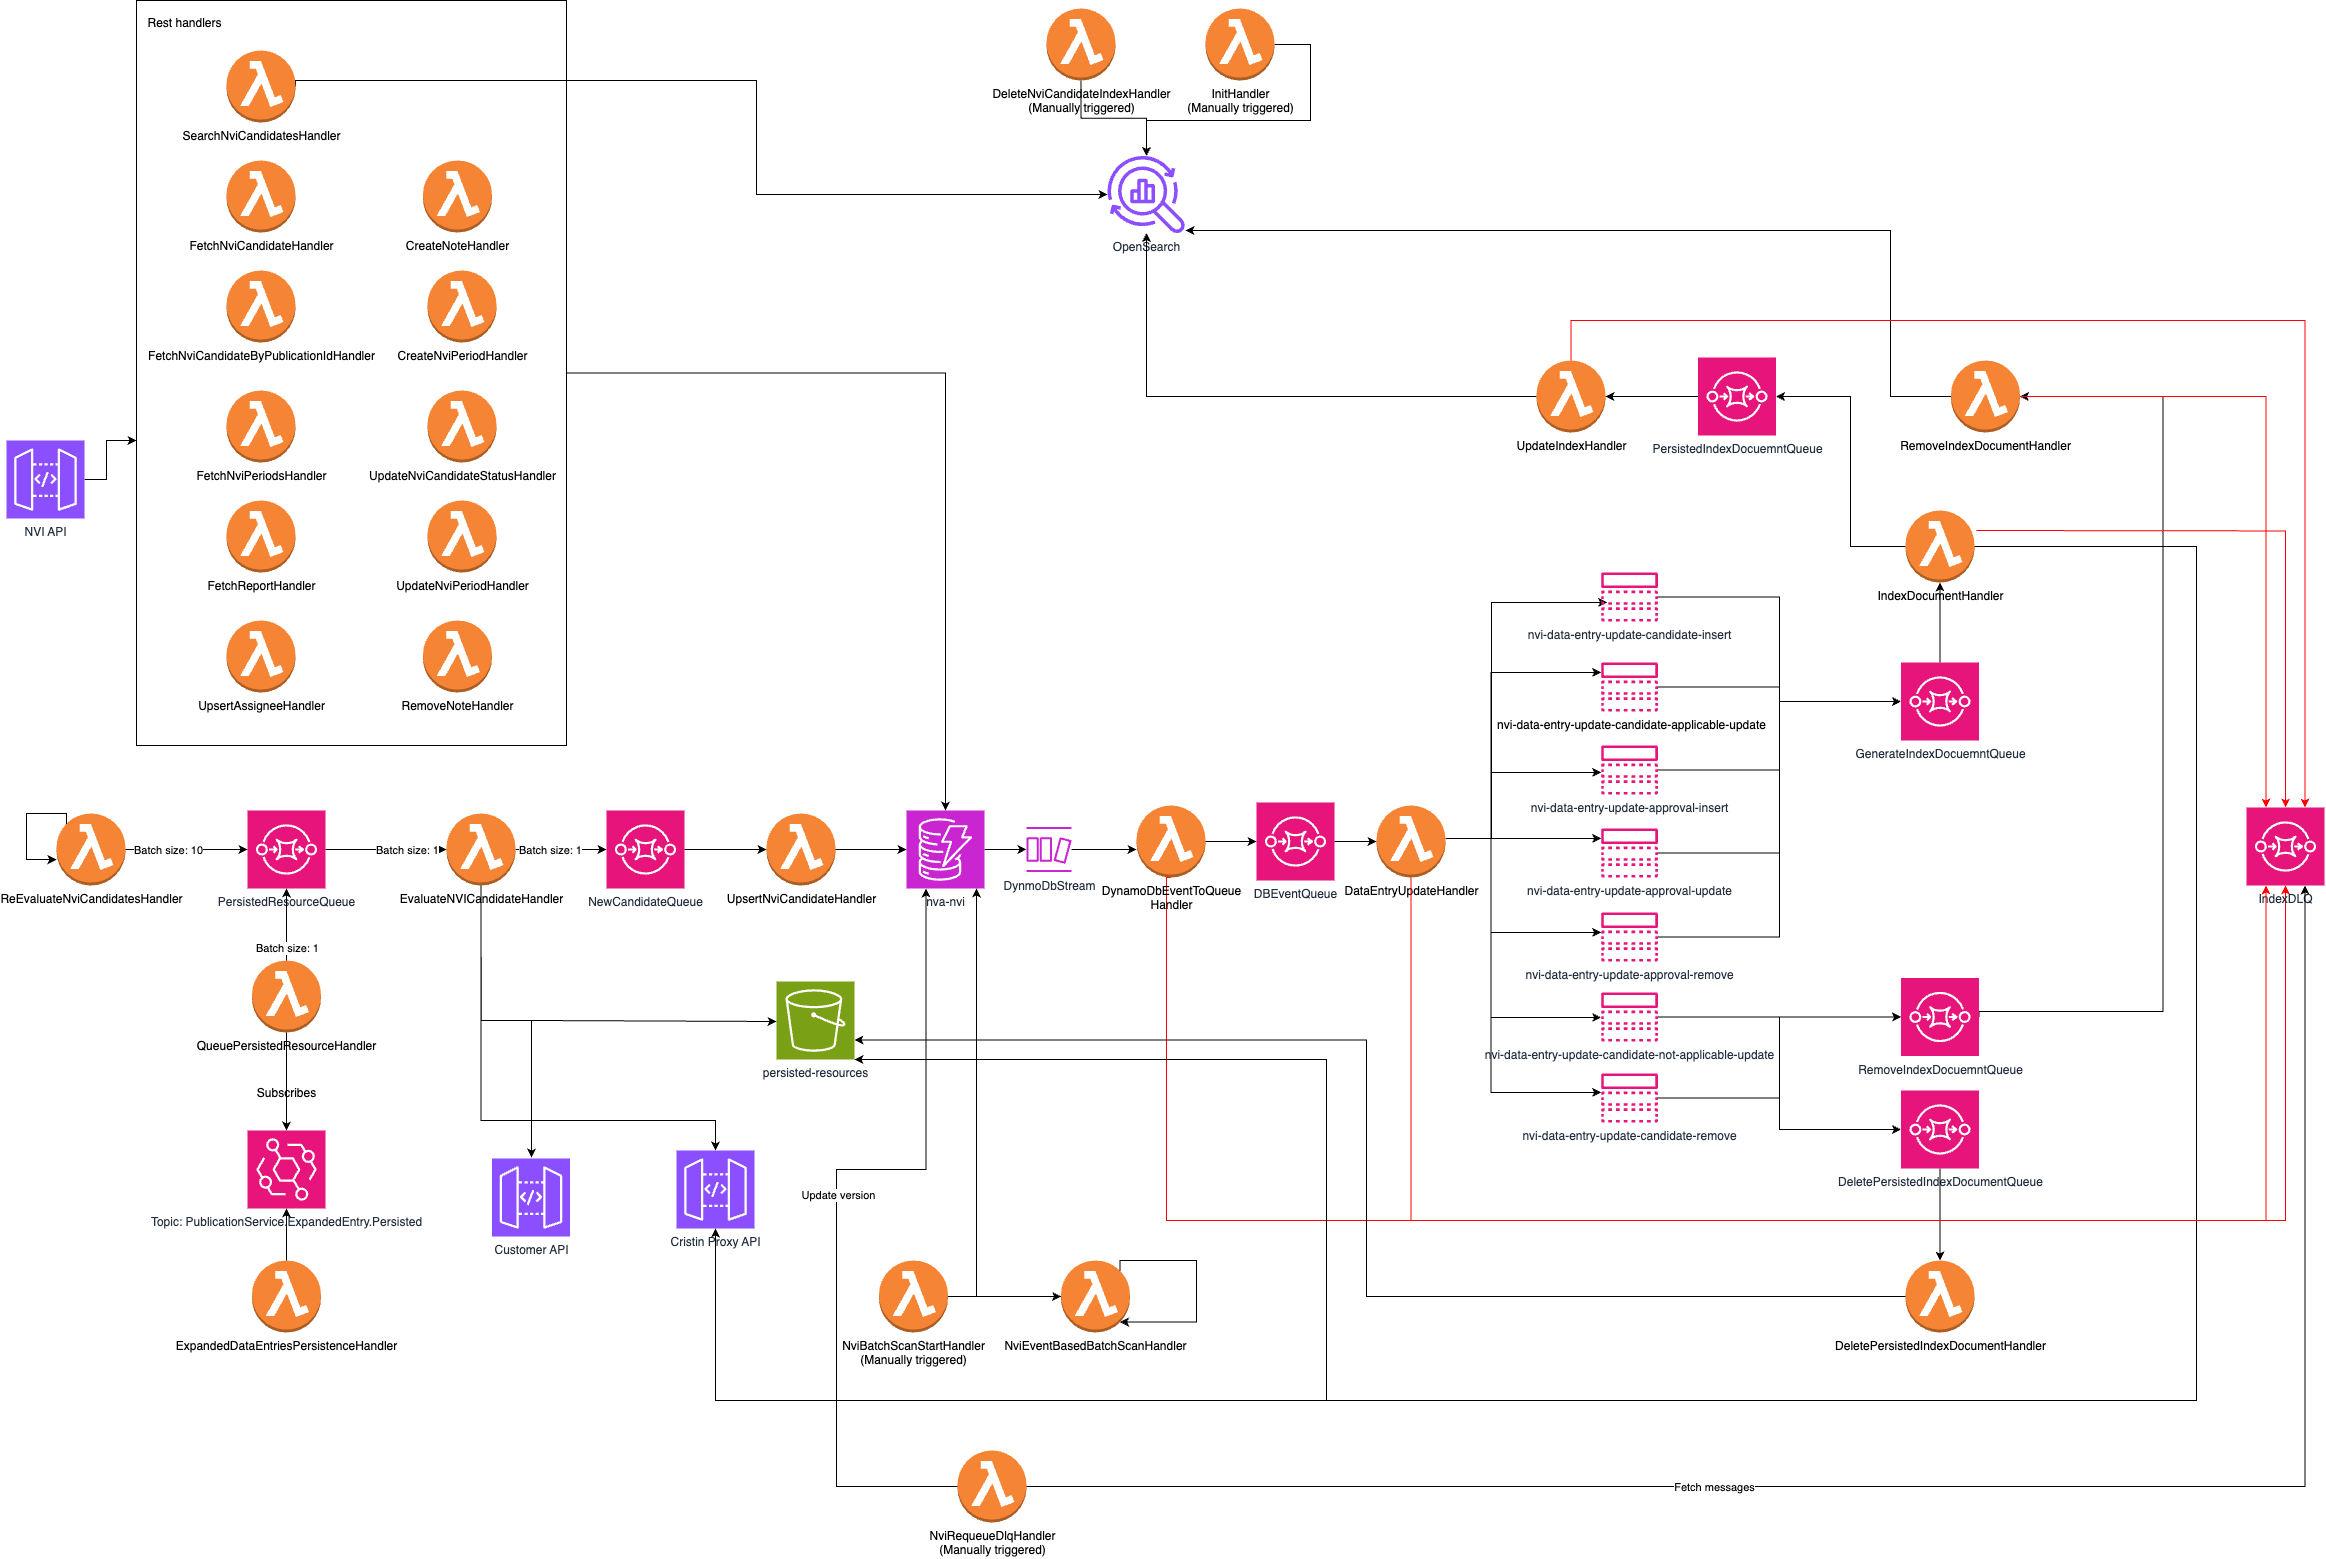 Rest handlers
SearchNviCandidatesHandler
FetchNviCandidateHandler
CreateNoteHandler
FetchNviCandidateByPublicationIdHandler
CreateNviPeriodHandler
FetchNviPeriodsHandler
UpdateNviCandidateStatusHandler
FetchReportHandler
UpdateNviPeriodHandler
UpsertAssigneeHandler
RemoveNoteHandler
NVI API
DeleteNviCandidateIndexHandler
(Manually triggered)
InitHandler
(Manually triggered)
OpenSearch
UpdateIndexHandler
PersistedIndexDocuemntQueue
RemoveIndexDocumentHandler
IndexDocumentHandler
nvi-data-entry-update-candidate-insert
nvi-data-entry-update-candidate-applicable-update
GenerateIndexDocuemntQueue
nvi-data-entry-update-approval-insert
nvi-data-entry-update-approval-update
nvi-data-entry-update-approval-remove
nvi-data-entry-update-candidate-not-applicable-update
nvi-data-entry-update-candidate-remove
RemoveIndexDocuemntQueue
DeletePersistedIndexDocumentQueue
DeletePersistedIndexDocumentHandler
IndexDLQ
ReEvaluateNviCandidatesHandler
Batch size: 10
PersistedResourceQueue
Batch size: 1
EvaluateNVICandidateHandler
Batch size: 1
NewCandidateQueue
UpsertNviCandidateHandler
nva-nvi
DynmoDbStream
DynamoDbEventToQueue
Handler
DBEventQueue
DataEntryUpdateHandler
Batch size: 1
QueuePersistedResourceHandler
Subscribes
Topic: PublicationService.ExpandedEntry.Persisted
ExpandedDataEntriesPersistenceHandler
persisted-resources
Customer API
Cristin Proxy API
Update version
NviBatchScanStartHandler
(Manually triggered)
NviEventBasedBatchScanHandler
NviRequeueDlqHandler
(Manually triggered)
Fetch messages